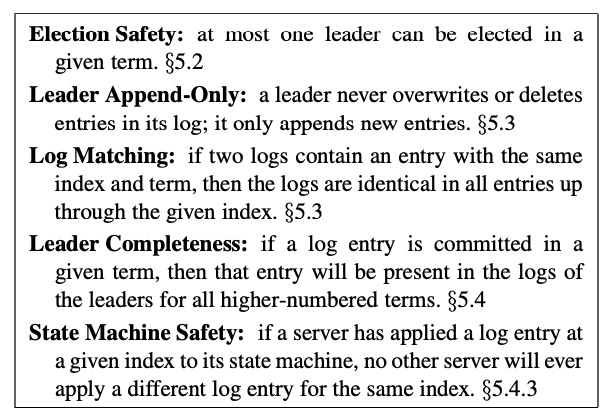 Election Safety: at most one leader can be elected in a
given term. §5.2
Leader Append-Only: a leader never overwrites or deletes
entries in its log; it only appends new entries. §5.3
Log Matching: if two logs contain an entry with the same
index and term, then the logs are identical in all entries up
through the given index. §5.3
Leader Completeness: if a log entry is committed in a
given term, then that entry will be present in the logs of
the leaders for all higher-numbered terms. §5.4
State Machine Safety: if a server has applied a log entry at
a given index to its state machine, no other server will ever
apply a different log entry for the same index. §5.4.3